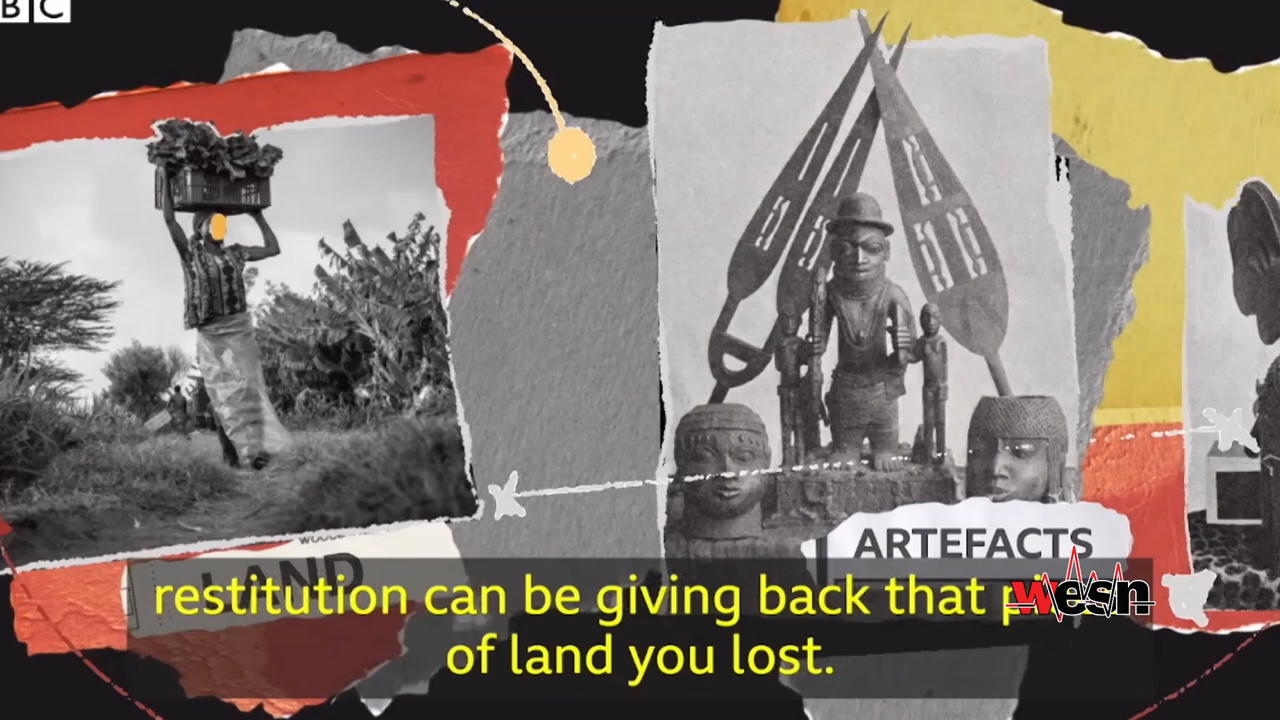 BBC
ARTEFACTS
LAND
restitution can be giving back that
of land you lost.
wesn